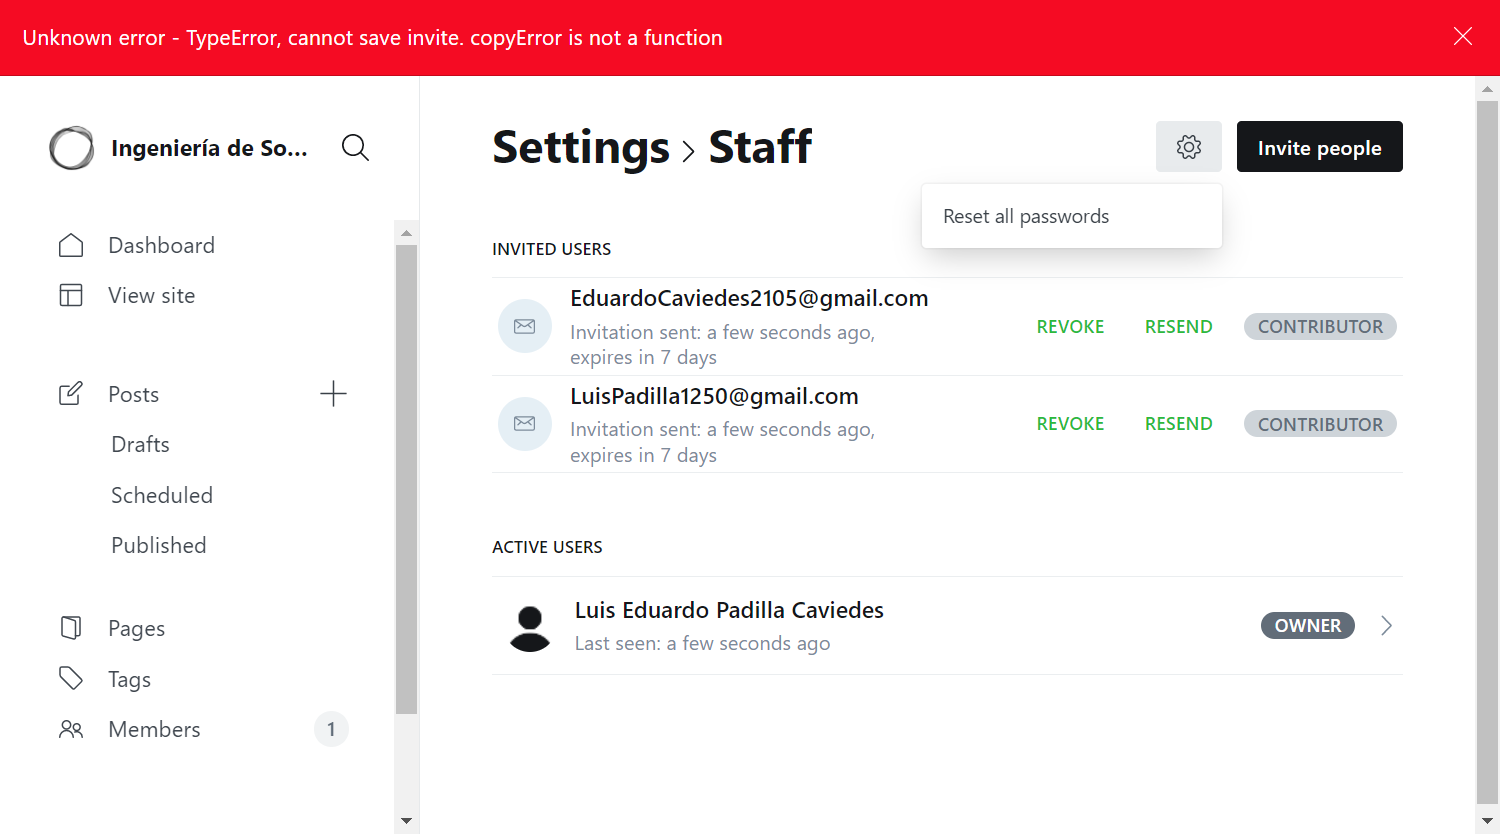 Unknown error - TypeError, cannot save invite. copyError is not a function
Ingeniería de So...
Settings > Staff
Invite people
Reset all passwords
Dashboard
View site
Posts
Drafts
Scheduled
Published
Pages
Tags
Members
1
INVITED USERS
EduardoCaviedes2105@gmail.com
Invitation sent: a few seconds ago,
expires in 7 days
REVOKE RESEND CONTRIBUTOR
LuisPadilla1250@gmail.com
Invitation sent: a few seconds ago,
expires in 7 days
REVOKE RESEND CONTRIBUTOR
ACTIVE USERS
Luis Eduardo Padilla Caviedes
Last seen: a few seconds ago
OWNER